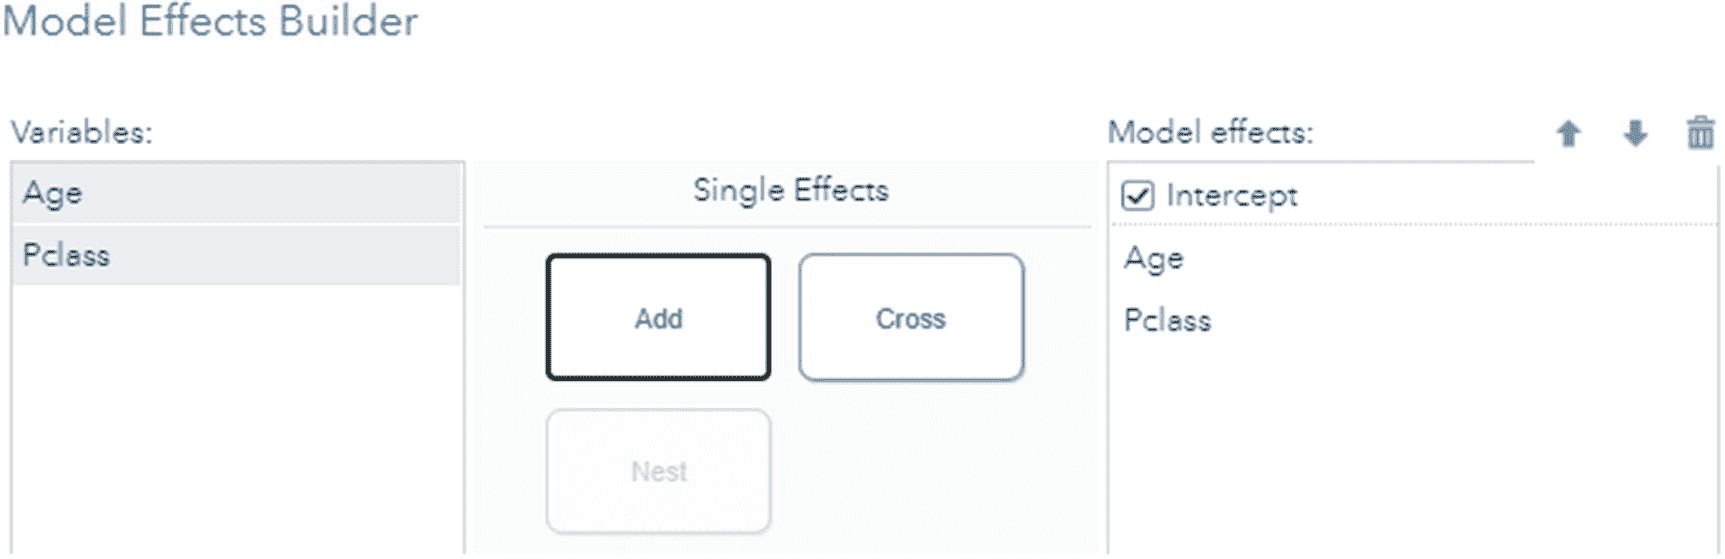 Model Effects Builder
Variables:
Age
Pclass
Single Effects
Add
Cross
Nest
Model effects:
Intercept
Age
Pclass